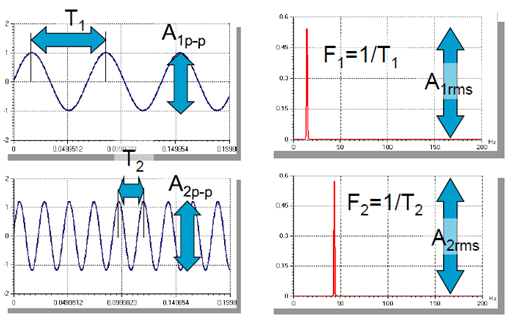 T1
A1p-p
2
1
0
-1
-2
0 0.0499512 0.149854 0.1998
0.6
0.45
0.3
0.15
0
0 50 100 150 200 Hz
F1=1/T1
A1rms
T2
A2p-p
2
1
0
-1
-2
0 0.0499512 0.0999023 0.149854 0.1998
0.6
0.45
0.3
0.15
0
0 50 100 150 200 Hz
F2=1/T2
A2rms